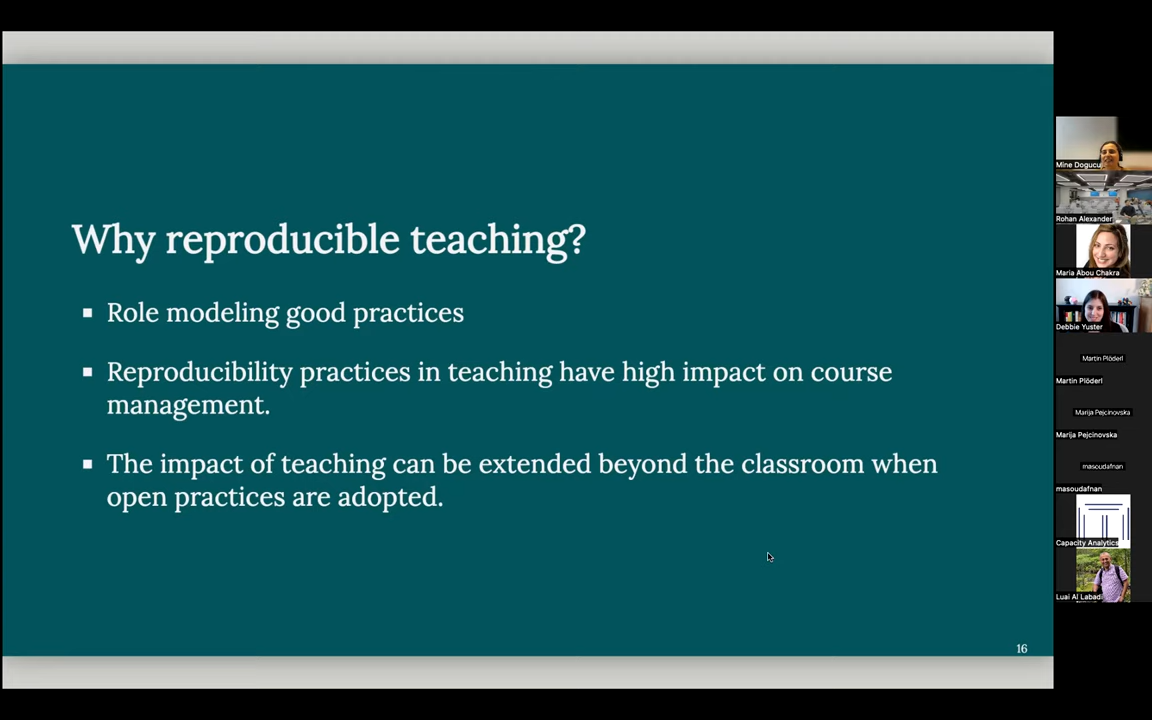 Why reproducible teaching?
▪ Role modeling good practices
▪ Reproducibility practices in teaching have high impact on course
management.
▪ The impact of teaching can be extended beyond the classroom when
open practices are adopted.
16
Mine Dogucu
Rohan Alexander
Maria Abou Chakra
Debbie Yuster
Martin Plöderl
Martin Plöderl
Marija Pejcinovska
Marija Pejcinovska
masoudafnan
masoudafnan
Capacity Analytics
Luai Al Labadi